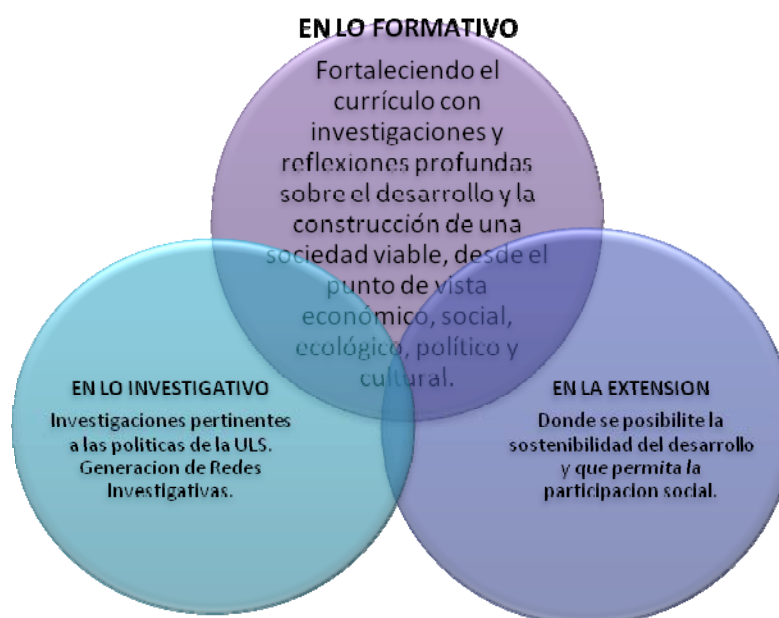 EN LO FORMATIVO
Fortaleciendo el
currículo con
investigaciones y
reflexiones profundas
sobre el desarrollo y la
construcción de una
sociedad viable, desde el
punto de vista
económico, social,
ecológico, político y
cultural.
EN LO INVESTIGATIVO
Investigaciones pertinentes
a las politicas de la ULS.
Generacion de Redes
Investigativas.
EN LA EXTENSION
Donde se posibilite la
sostenibilidad del desarrollo
y que permita la
participacion social.